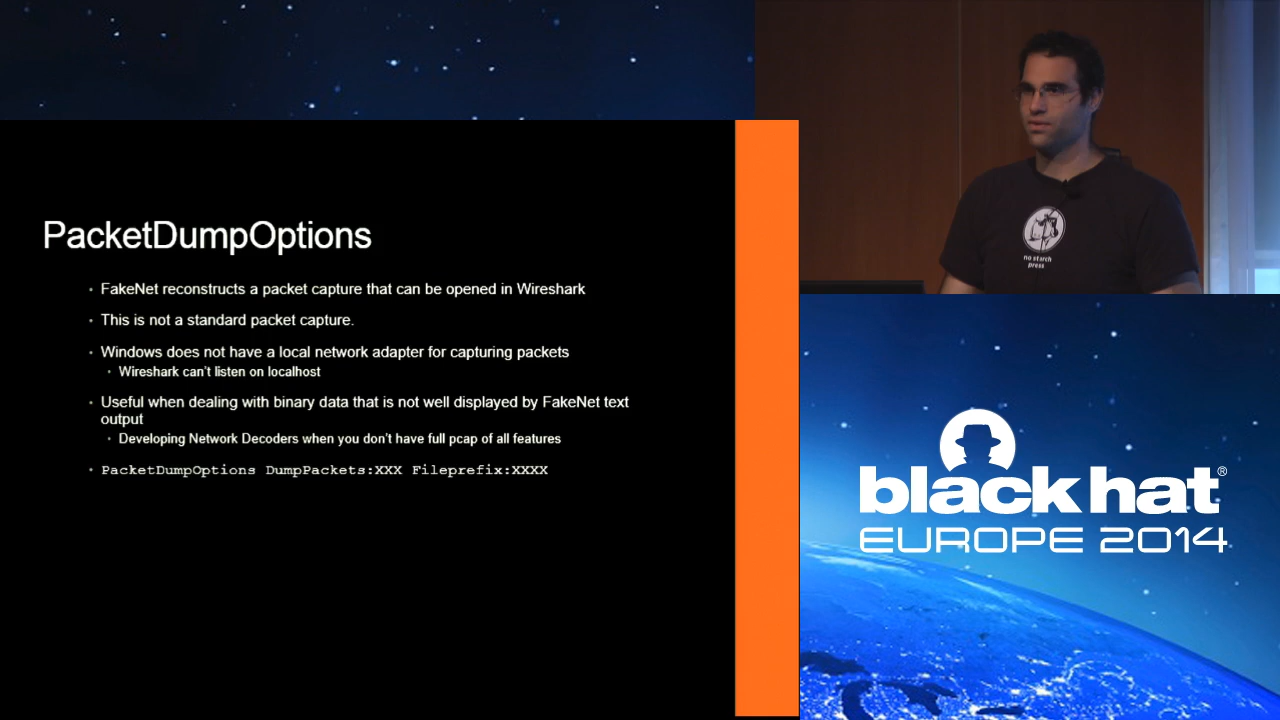 PacketDumpOptions
• FakeNet reconstructs a packet capture that can be opened in Wireshark
• This is not a standard packet capture.
• Windows does not have a local network adapter for capturing packets
• Wireshark can't listen on localhost
• Useful when dealing with binary data that is not well displayed by FakeNet text
output
• Developing Network Decoders when you don't have full pcap of all features
• PacketDumpOptions DumpPackets:XXX Fileprefix:XXXX
no starch
press
black hat®
EUROPE 2014